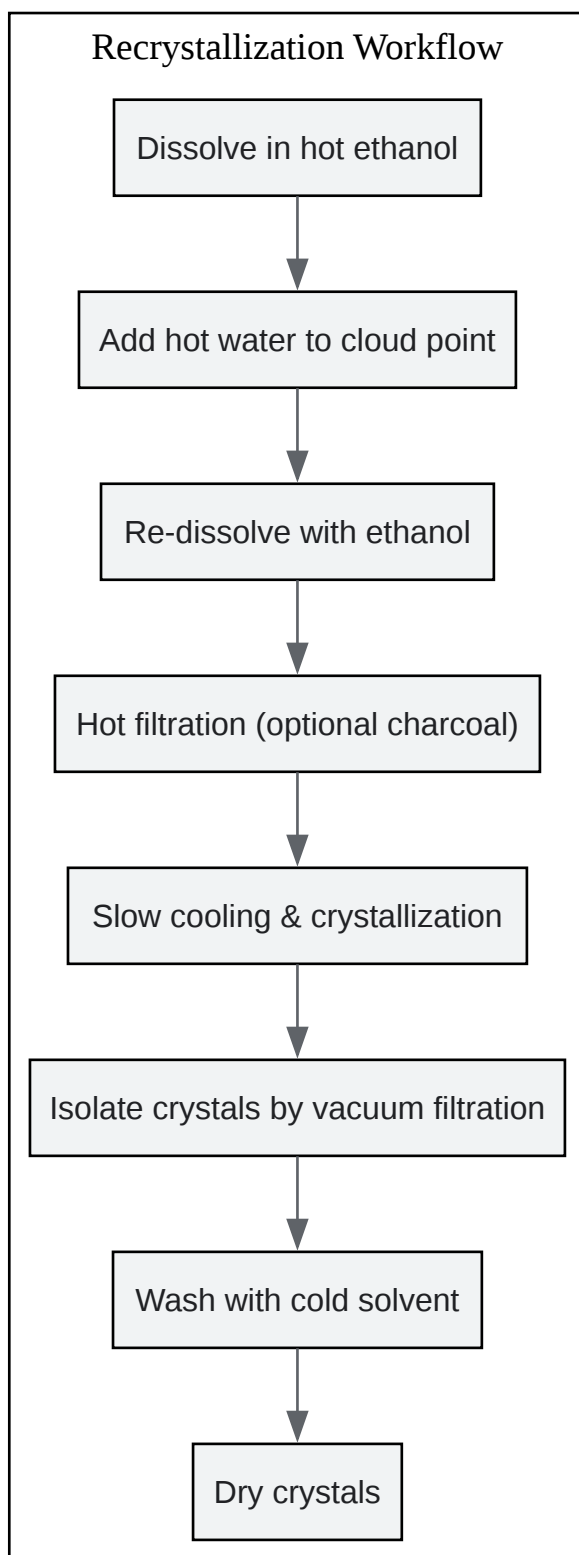 Recrystallization Workflow
Dissolve in hot ethanol
Add hot water to cloud point
Re-dissolve with ethanol
Hot filtration (optional charcoal)
Slow cooling & crystallization
Isolate crystals by vacuum filtration
Wash with cold solvent
Dry crystals